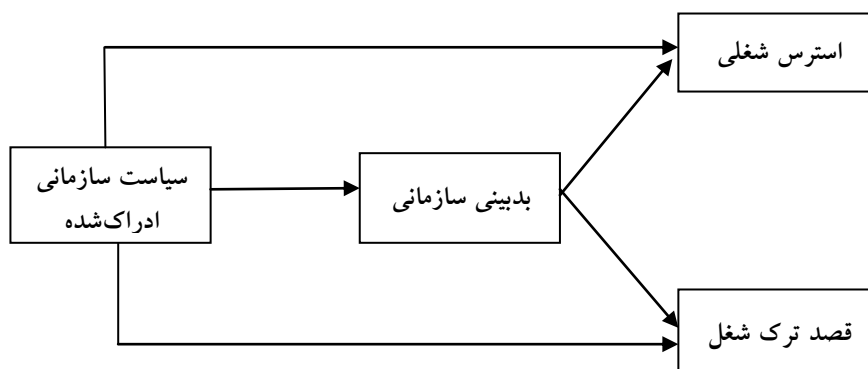 استرس شغلی
سیاست سازمانی
ادراک‌شده
بدبینی سازمانی
قصد ترک شغل